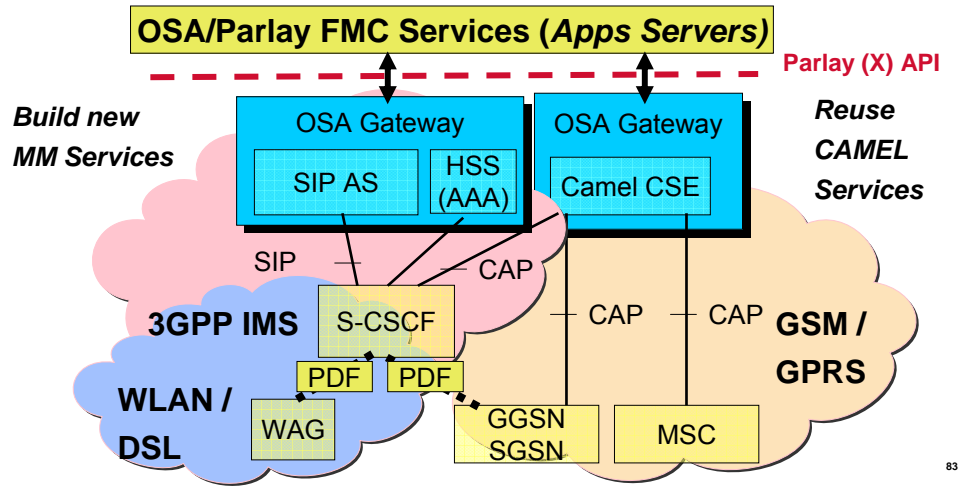 OSA/Parlay FMC Services (Apps Servers)
Parlay (X) API
Build new
MM Services
OSA Gateway
OSA Gateway
Reuse
CAMEL
Services
SIP AS
HSS
(AAA)
Camel CSE
SIP
CAP
3GPP IMS
S-CSCF
CAP
CAP
GSM /
GPRS
PDF
PDF
WLAN /
DSL
WAG
GGSN
SGSN
MSC
83